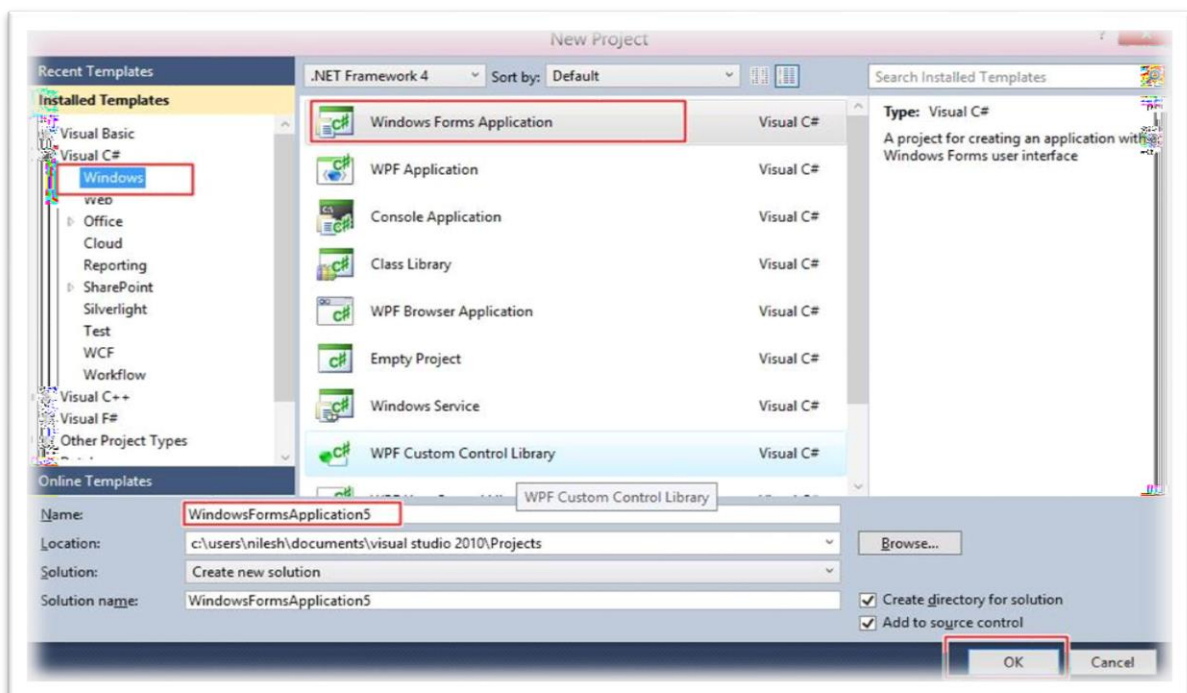 New Project
Recent Templates
.NET Framework 4 Sort by: Default
Search Installed Templates
Installed Templates
Visual Basic
Visual C#
Windows
Web
Office
Cloud
Reporting
SharePoint
Silverlight
Test
WCF
Workflow
Visual C++
Visual F#
Other Project Types
Online Templates
Windows Forms Application Visual C#
WPF Application Visual C#
Console Application Visual C#
Class Library Visual C#
WPF Browser Application Visual C#
Empty Project Visual C#
Windows Service Visual C#
WPF Custom Control Library Visual C#
WPF Custom Control Library
Type: Visual C#
A project for creating an application with a
Windows Forms user interface
Name: WindowsFormsApplication5
Location: c:\users\nilesh\documents\visual studio 2010\Projects
Browse...
Solution: Create new solution
Solution name: WindowsFormsApplication5
Create directory for solution
Add to source control
OK Cancel